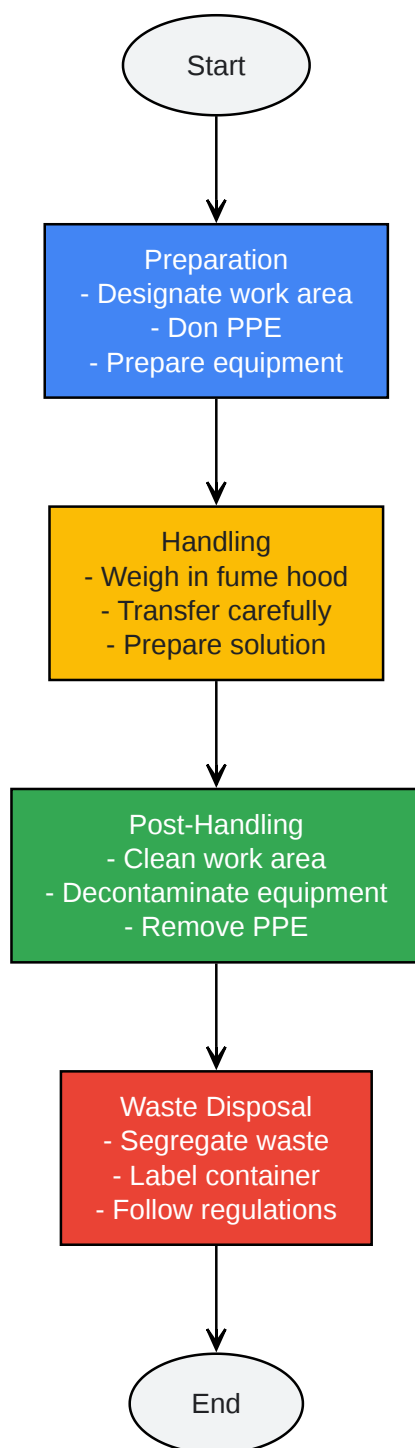 Start
Preparation
- Designate work area
- Don PPE
- Prepare equipment
Handling
- Weigh in fume hood
- Transfer carefully
- Prepare solution
Post-Handling
- Clean work area
- Decontaminate equipment
- Remove PPE
Waste Disposal
- Segregate waste
- Label container
- Follow regulations
End